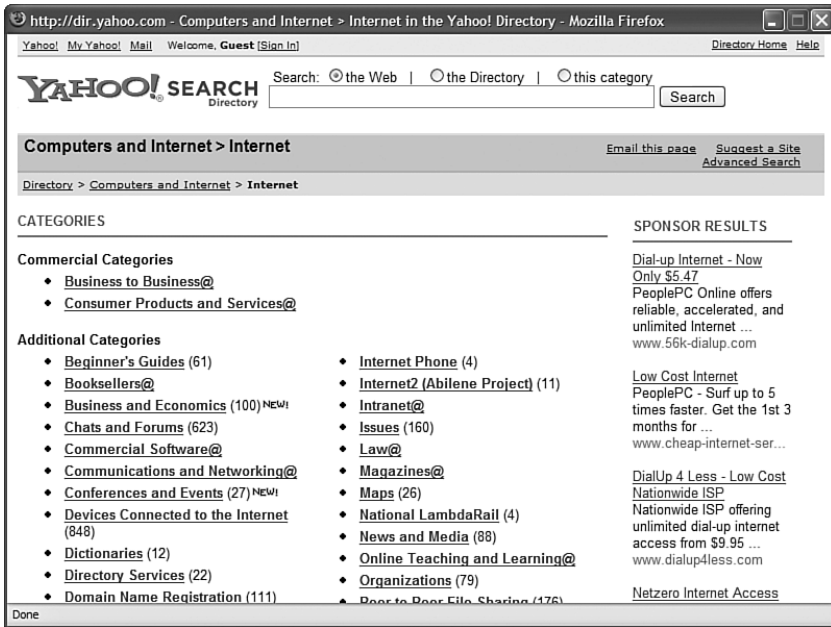 http://dir.yahoo.com - Computers and Internet > Internet in the Yahoo! Directory - Mozilla Firefox
Yahoo! My Yahoo! Mail Welcome, Guest [Sign In] Directory Home Help
YAHOO! SEARCH
Directory
Search: the Web | the Directory | this category
Search
Computers and Internet > Internet
Email this page Suggest a Site
Advanced Search
Directory > Computers and Internet > Internet
CATEGORIES
Commercial Categories
Business to Business@
Consumer Products and Services@
Additional Categories
Beginner's Guides (61)
Booksellers@
Business and Economics (100) NEW!
Chats and Forums (623)
Commercial Software@
Communications and Networking@
Conferences and Events (27) NEW!
Devices Connected to the Internet
(848)
Dictionaries (12)
Directory Services (22)
Domain Name Registration (111)
Internet Phone (4)
Internet2 (Abilene Project) (11)
Intranet@
Issues (160)
Law@
Magazines@
Maps (26)
National LambdaRail (4)
News and Media (88)
Online Teaching and Learning@
Organizations (79)
Peer to Peer File Sharing (176)
SPONSOR RESULTS
Dial-up Internet - Now
Only $5.47
PeoplePC Online offers
reliable, accelerated, and
unlimited Internet ...
www.56k-dialup.com
Low Cost Internet
PeoplePC - Surf up to 5
times faster. Get the 1st 3
months for ...
www.cheap-internet-ser...
DialUp 4 Less - Low Cost
Nationwide ISP
Nationwide ISP offering
unlimited dial-up internet
access from $9.95 ...
www.dialup4less.com
Netzero Internet Access
Done